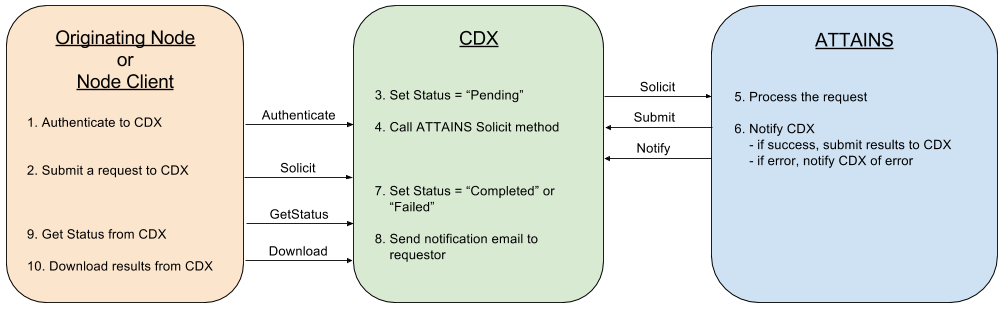 Originating Node
or
Node Client
1. Authenticate to CDX
2. Submit a request to CDX
9. Get Status from CDX
10. Download results from CDX
Authenticate
Solicit
GetStatus
Download
CDX
3. Set Status = “Pending”
4. Call ATTAINS Solicit method
7. Set Status = “Completed” or
“Failed”
8. Send notification email to
requestor
Solicit
Submit
Notify
ATTAINS
5. Process the request
6. Notify CDX
- if success, submit results to CDX
- if error, notify CDX of error